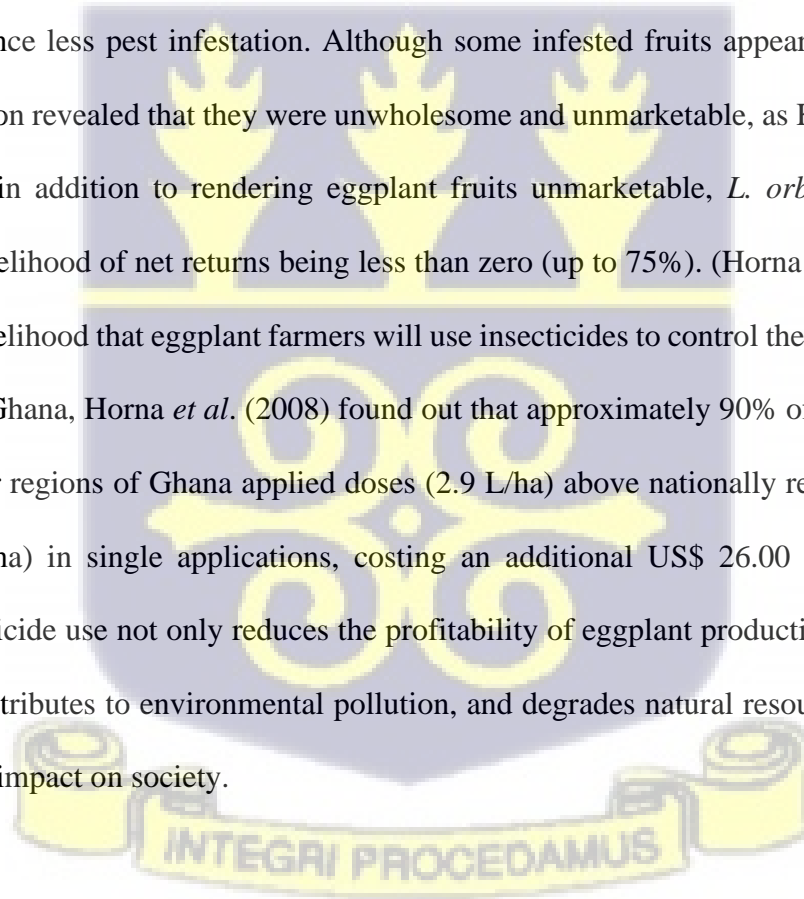 nce less pest infestation. Although some infested fruits appear
on revealed that they were unwholesome and unmarketable, as
in addition to rendering eggplant fruits unmarketable, L. orb
elihood of net returns being less than zero (up to 75%). (Horna
elihood that eggplant farmers will use insecticides to control the
Ghana, Horna et al. (2008) found out that approximately 90% of
r regions of Ghana applied doses (2.9 L/ha) above nationally re
ha) in single applications, costing an additional US$ 26.00
icide use not only reduces the profitability of eggplant producti
tributes to environmental pollution, and degrades natural resou
impact on society.
INTEGRI PROCEDAMUS